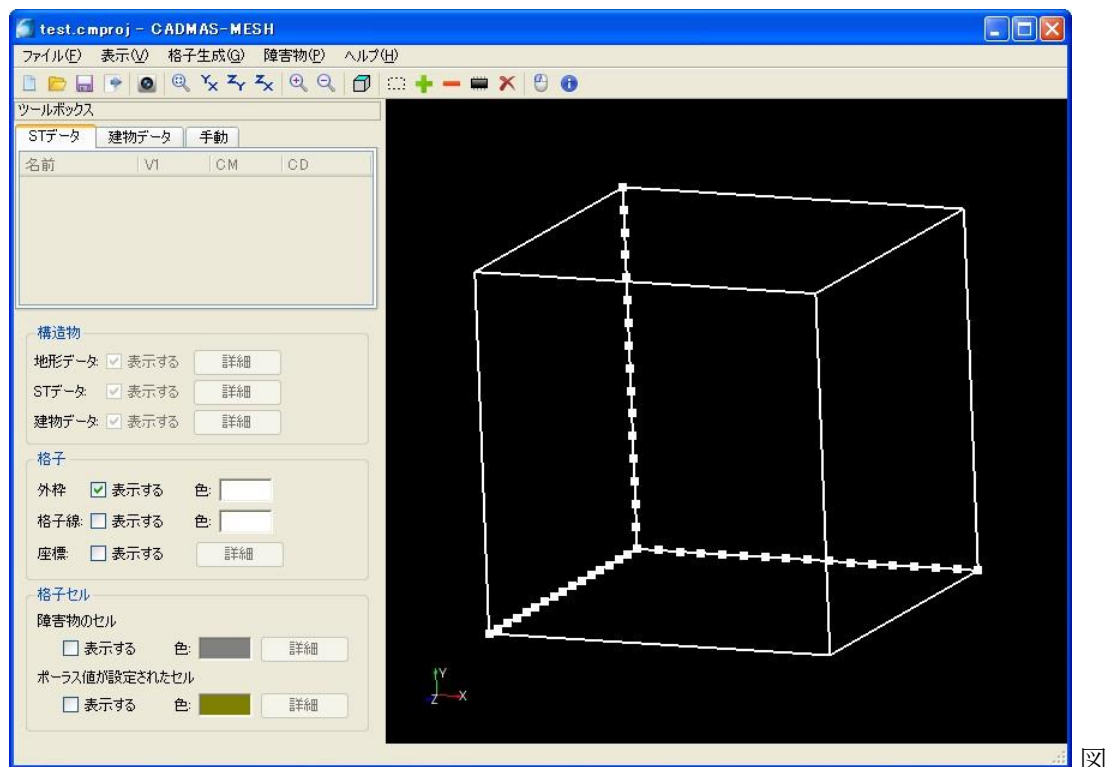 test.cmproj - CADMAS-MESH
ファイル(F) 表示(V) 格子生成(G) 障害物(P) ヘルプ(H)
YX ZY ZX
ツールボックス
STデータ 建物データ 手動
名前 V1 CM CD
構造物
地形データ: 表示する 詳細
STデータ: 表示する 詳細
建物データ: 表示する 詳細
格子
外枠 表示する 色:
格子線: 表示する 色:
座標: 表示する 詳細
格子セル
障害物のセル
表示する 色: 詳細
ポーラス値が設定されたセル
表示する 色: 詳細
Y
Z X
図